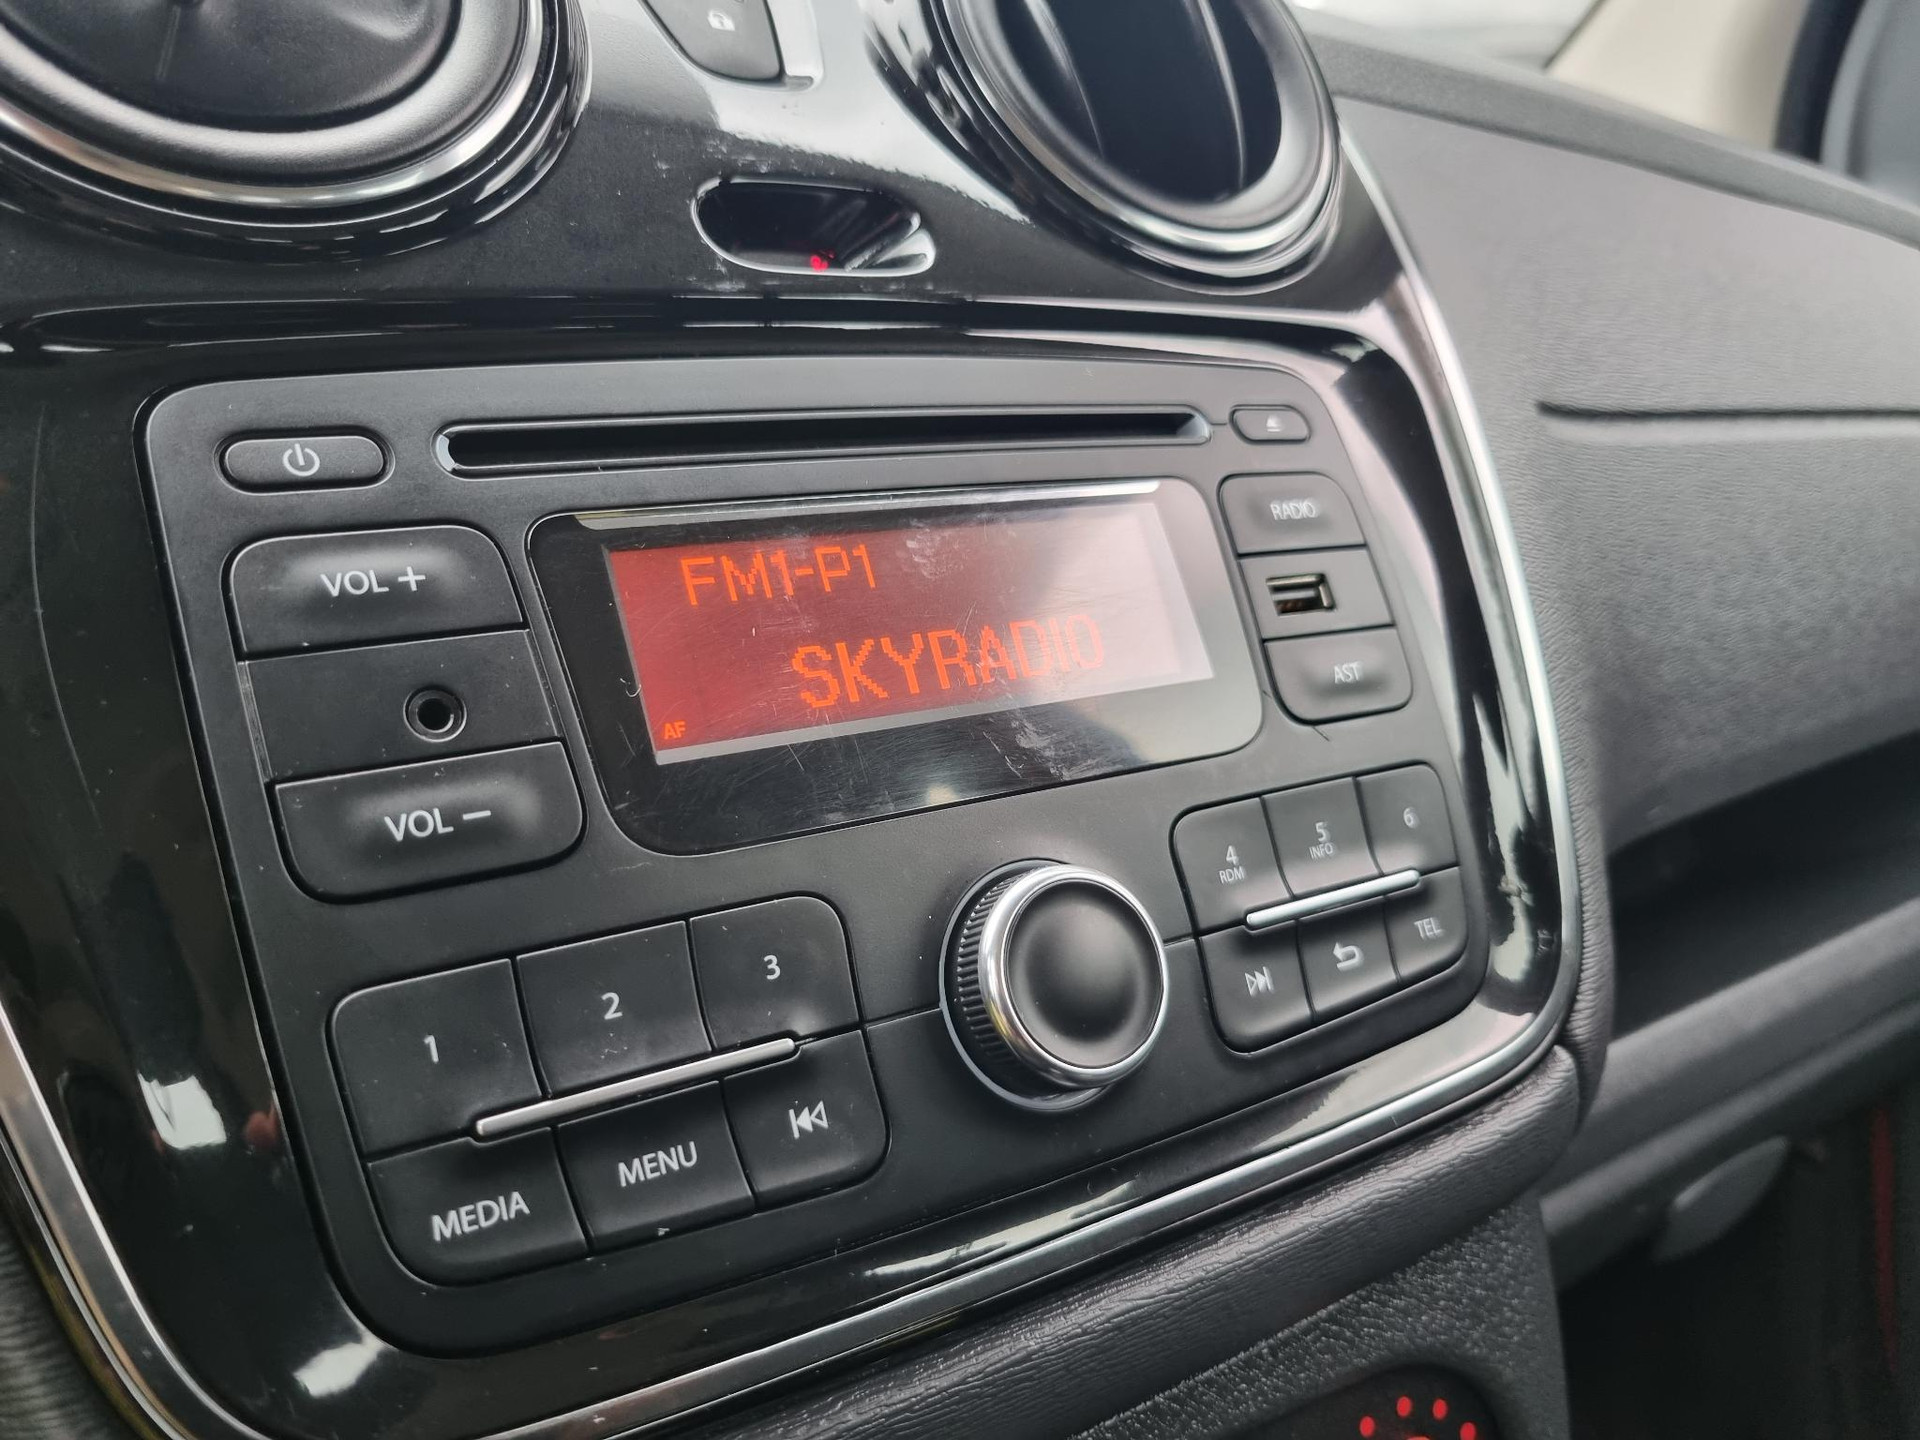 RADIO
FM1-P1
VOL +
SKYRADIO
AST
AF
VOL −
4
RDM
5
INFO
6
1
2
3
TEL
MEDIA
MENU